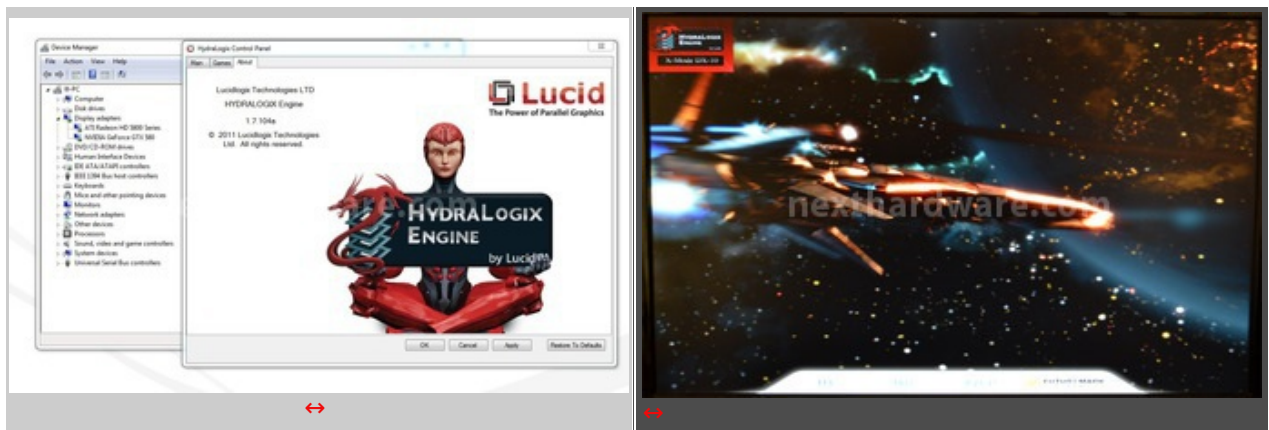 Device Manager
File Action View Help
Computer
Disk drives
Display adapters
ATI Radeon HD 5800 Series
NVIDIA GeForce GTX 580
DVD/CD-ROM drives
Human Interface Devices
IDE ATA/ATAPI controllers
IEEE 1394 Bus host controllers
Keyboards
Mice and other pointing devices
Monitors
Network adapters
Other devices
Processors
Sound, video and game controllers
System devices
Universal Serial Bus controllers
HydraLogix Control Panel
Main Games About
Lucidlogix Technologies LTD
HYDRALOGIX Engine
1.7.104a
© 2011 Lucidlogix Technologies
Ltd. All rights reserved.
Lucid
The Power of Parallel Graphics
HYDRALOGIX
ENGINE
by Lucid
OK Cancel Apply Restore To Defaults
HYDRALOGIX
ENGINE
nexthardware.com
FUTUREMARK